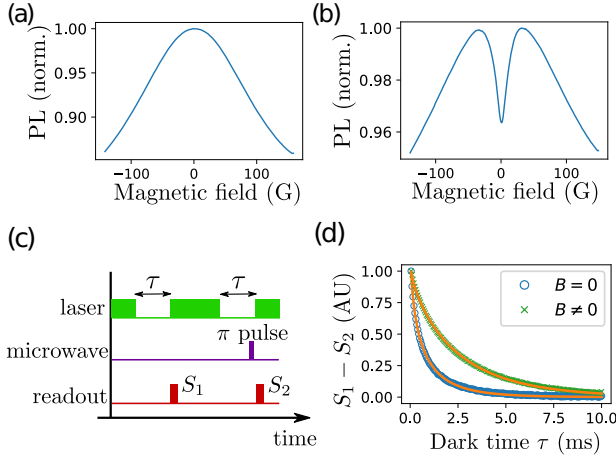 (a)
PL (norm.)
1.00
0.95
0.90
−100 0 100
Magnetic field (G)
(b)
PL (norm.)
1.00
0.98
0.96
−100 0 100
Magnetic field (G)
(c)
τ τ
laser
π pulse
microwave
readout S₁ S₂
time
(d)
S₁ − S₂ (AU)
1.00
0.75
0.50
0.25
0.00
B = 0
B ≠ 0
0.0 2.5 5.0 7.5 10.0
Dark time τ (ms)